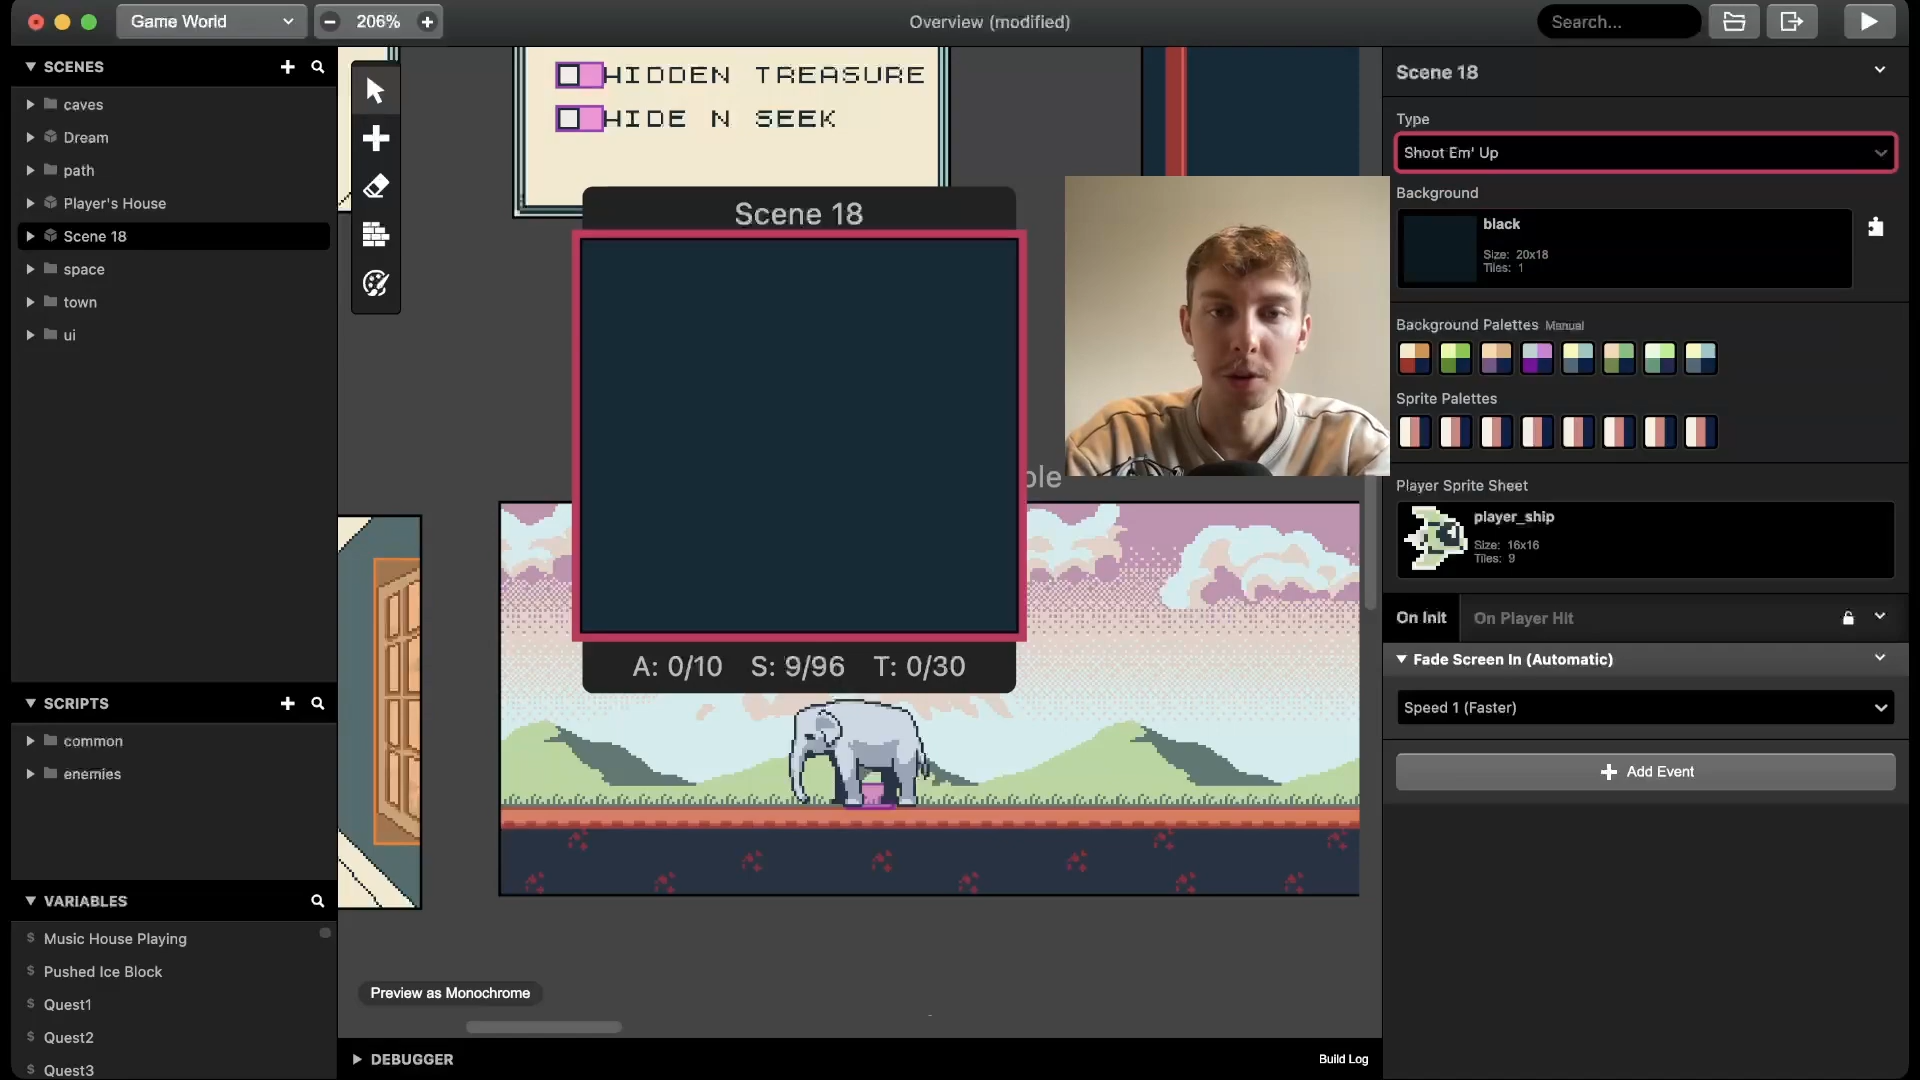 Game World
206%
Overview (modified)
Search...
SCENES
caves
Dream
path
Player's House
Scene 18
space
town
ui
SCRIPTS
common
enemies
VARIABLES
$ Music House Playing
$ Pushed Ice Block
$ Quest1
$ Quest2
$ Quest3
HIDDEN TREASURE
HIDE N SEEK
Scene 18
A: 0/10 S: 9/96 T: 0/30
ole
Preview as Monochrome
DEBUGGER
Build Log
Scene 18
Type
Shoot Em' Up
Background
black
Size: 20x18
Tiles: 1
Background Palettes Manual
Sprite Palettes
Player Sprite Sheet
player_ship
Size: 16x16
Tiles: 9
On Init
On Player Hit
Fade Screen In (Automatic)
Speed 1 (Faster)
Add Event